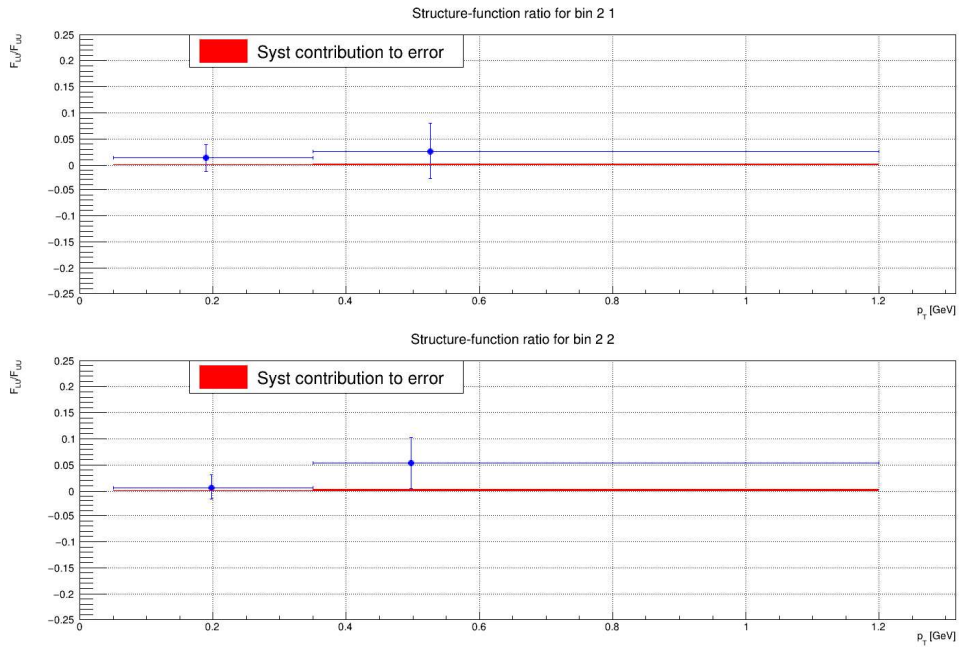 Structure-function ratio for bin 2 1
F_LU/F_UU
0.25
0.2
0.15
0.1
0.05
0
−0.05
−0.1
−0.15
−0.2
−0.25
Syst contribution to error
0 0.2 0.4 0.6 0.8 1 1.2
p_T [GeV]
Structure-function ratio for bin 2 2
F_LU/F_UU
0.25
0.2
0.15
0.1
0.05
0
−0.05
−0.1
−0.15
−0.2
−0.25
Syst contribution to error
0 0.2 0.4 0.6 0.8 1 1.2
p_T [GeV]